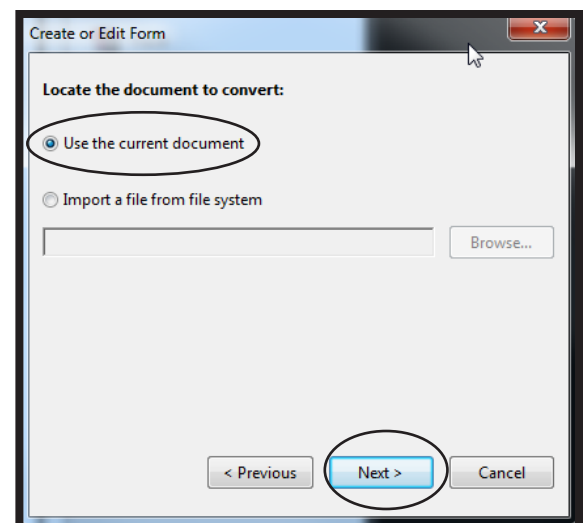 Create or Edit Form
Locate the document to convert:
Use the current document
Import a file from file system
Browse...
< Previous
Next >
Cancel